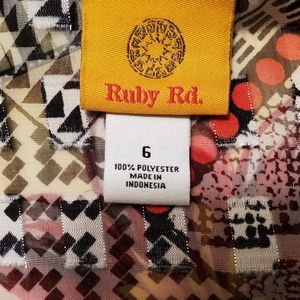 Ruby Rd.
6
100% POLYESTER
MADE IN
INDONESIA